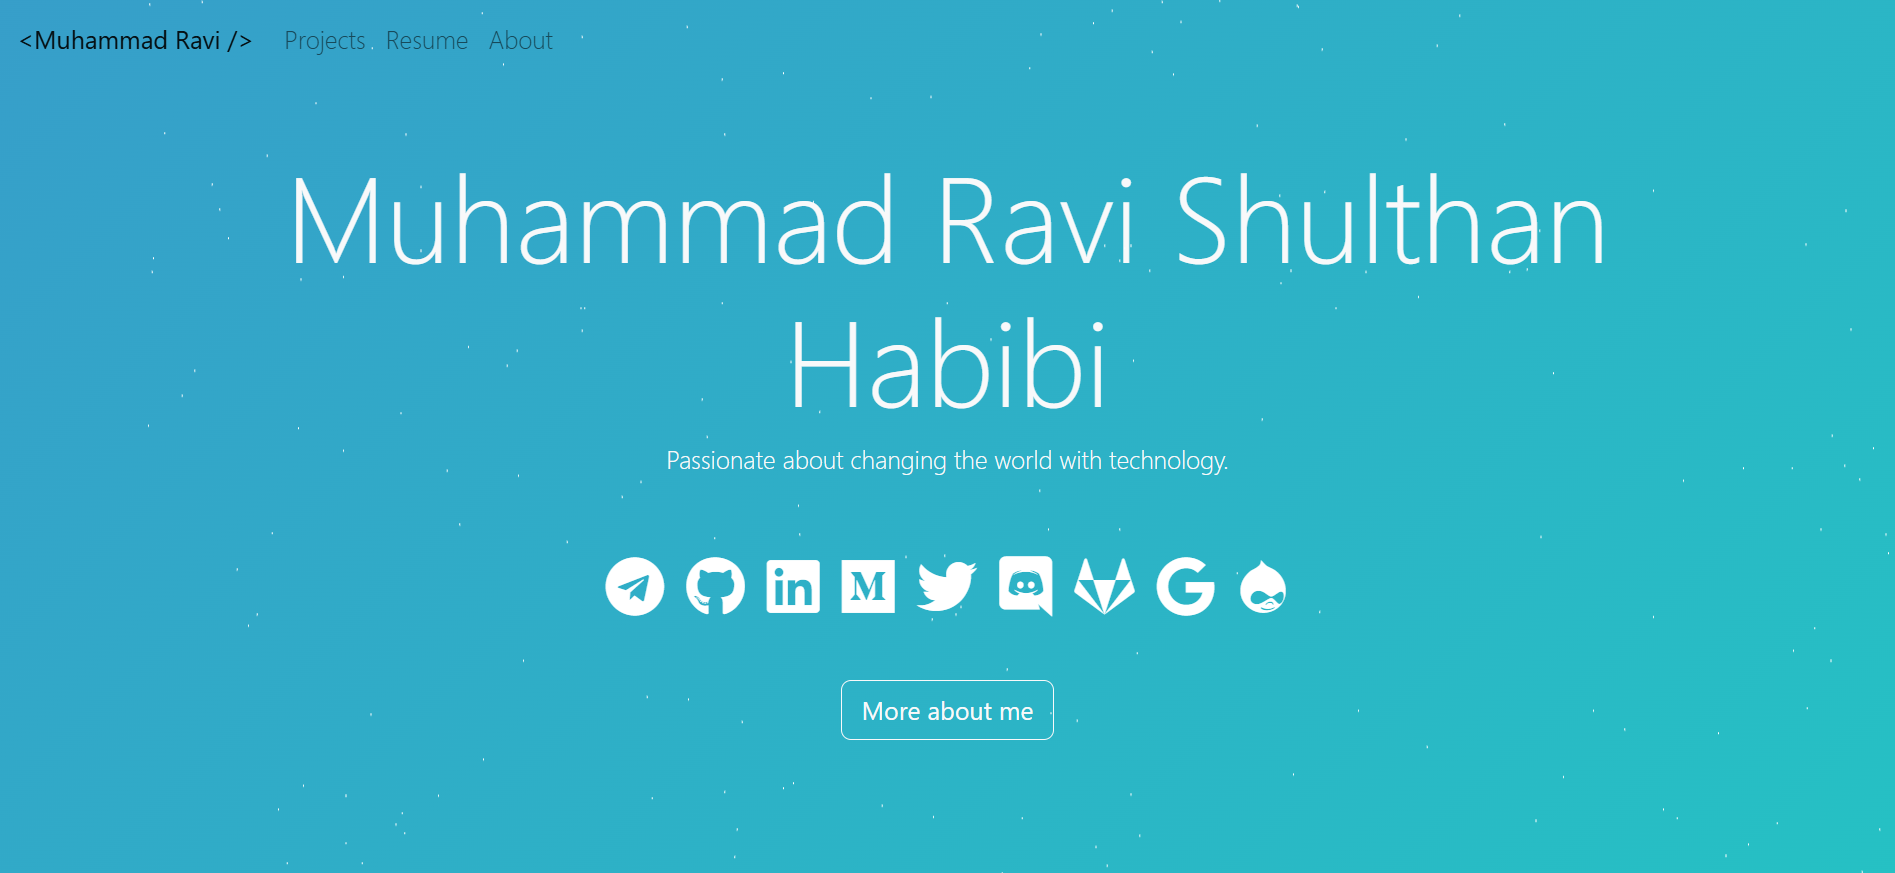 <Muhammad Ravi /> Projects Resume About
Muhammad Ravi Shulthan
Habibi
Passionate about changing the world with technology.
More about me